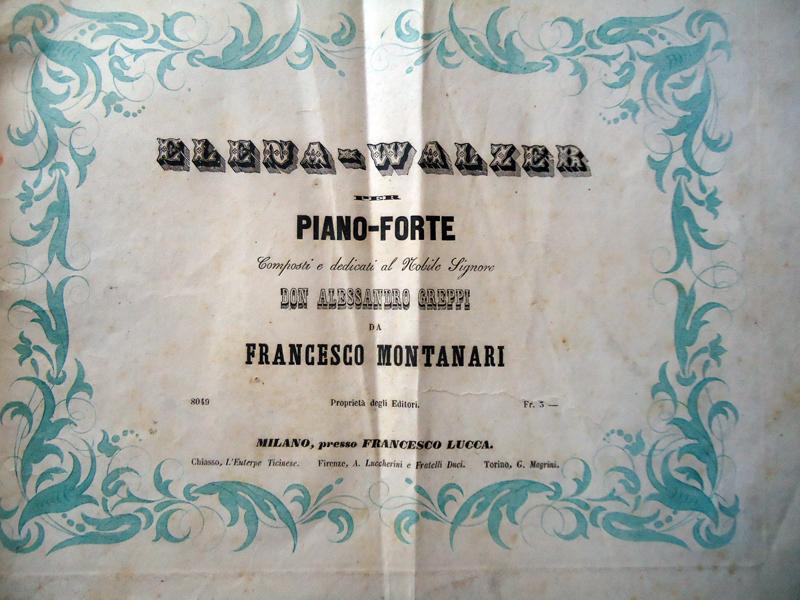 ELENA-WALZER
PER
PIANO-FORTE
Composti e dedicati al Nobile Signore
DON ALESSANDRO GREPPI
DA
FRANCESCO MONTANARI
8049 Proprietà degli Editori. Fr. 3 —
MILANO, presso FRANCESCO LUCCA.
Chiasso, L'Euterpe Ticinese. Firenze, A. Luccherini e Fratelli Duci. Torino, G. Magrini.